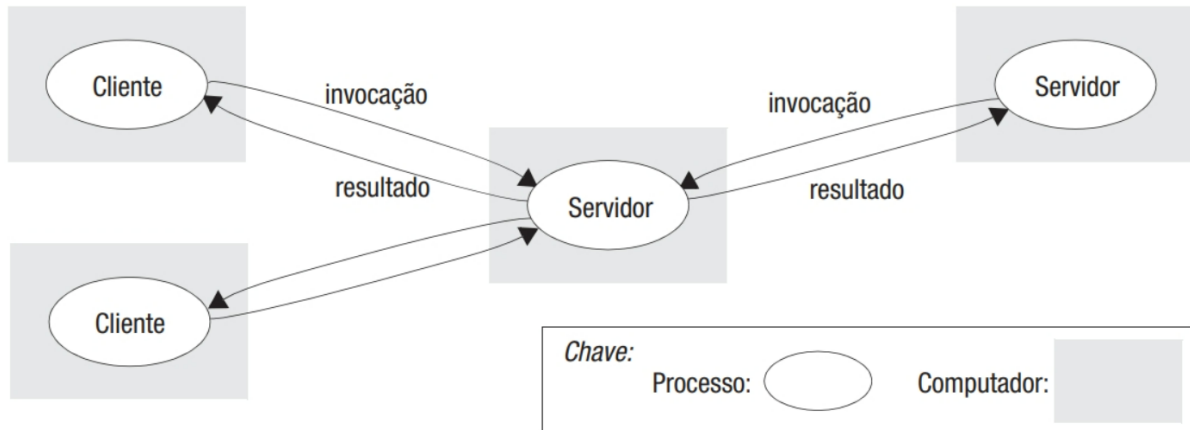 Cliente
invocação
resultado
Servidor
invocação
resultado
Servidor
Cliente
Chave:
Processo:
Computador: